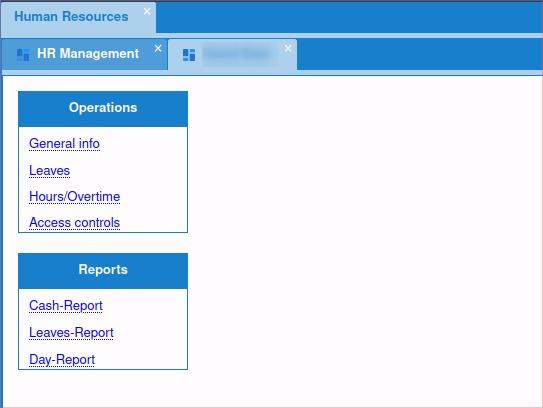 Human Resources
HR Management
Operations
General info
Leaves
Hours/Overtime
Access controls
Reports
Cash-Report
Leaves-Report
Day-Report